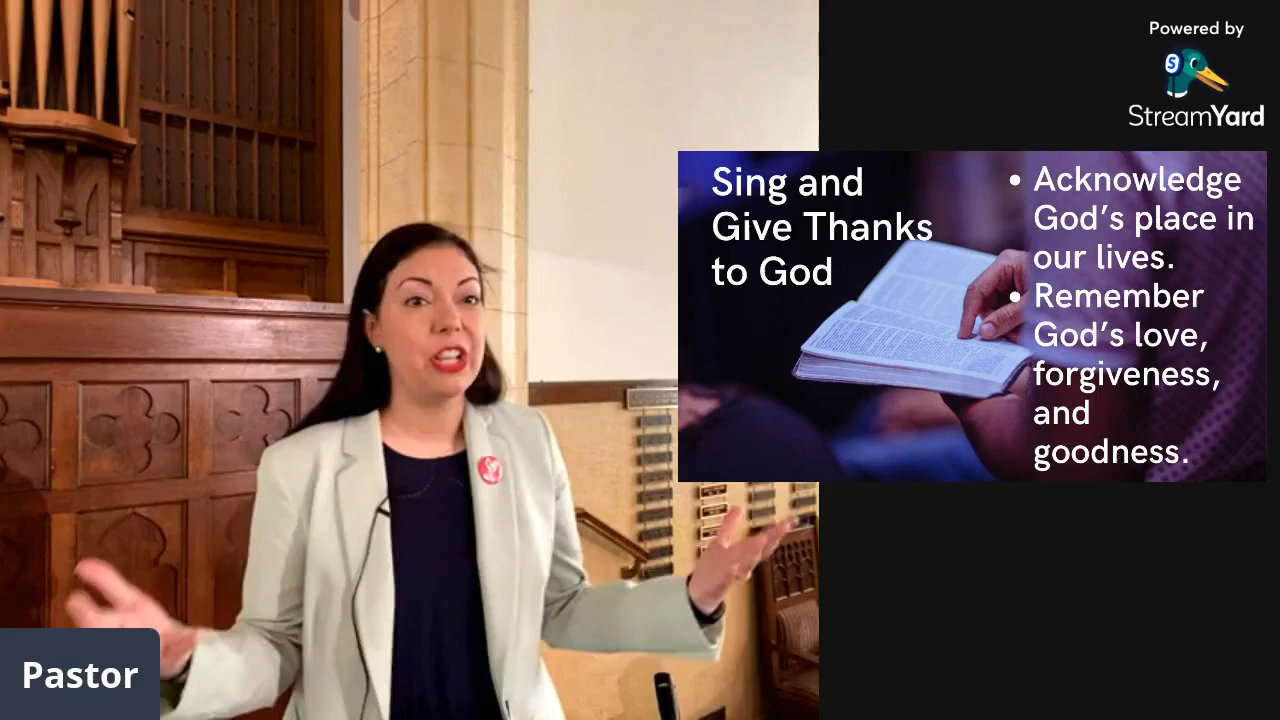 Powered by
S
StreamYard
Sing and
Give Thanks
to God
• Acknowledge
God’s place in
our lives.
• Remember
God’s love,
forgiveness,
and
goodness.
Pastor